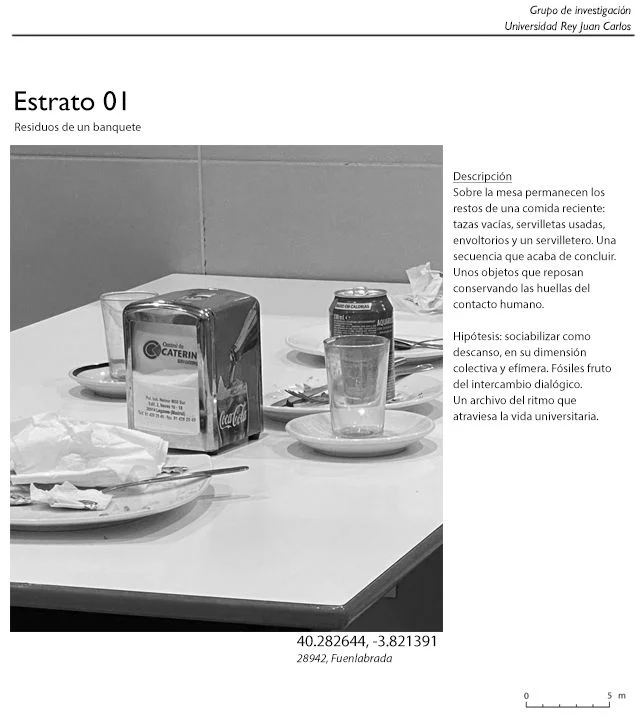 Grupo de investigación
Universidad Rey Juan Carlos
Estrato 01
Residuos de un banquete
Descripción
Sobre la mesa permanecen los
restos de una comida reciente:
tazas vacías, servilletas usadas,
envoltorios y un servilletero. Una
secuencia que acaba de concluir.
Unos objetos que reposan
conservando las huellas del
contacto humano.
Hipótesis: sociabilizar como
descanso, en su dimensión
colectiva y efímera. Fósiles fruto
del intercambio dialógico.
Un archivo del ritmo que
atraviesa la vida universitaria.
Control de
CATERIN
Coca-Cola
40.282644, -3.821391
28942, Fuenlabrada
0 5 m